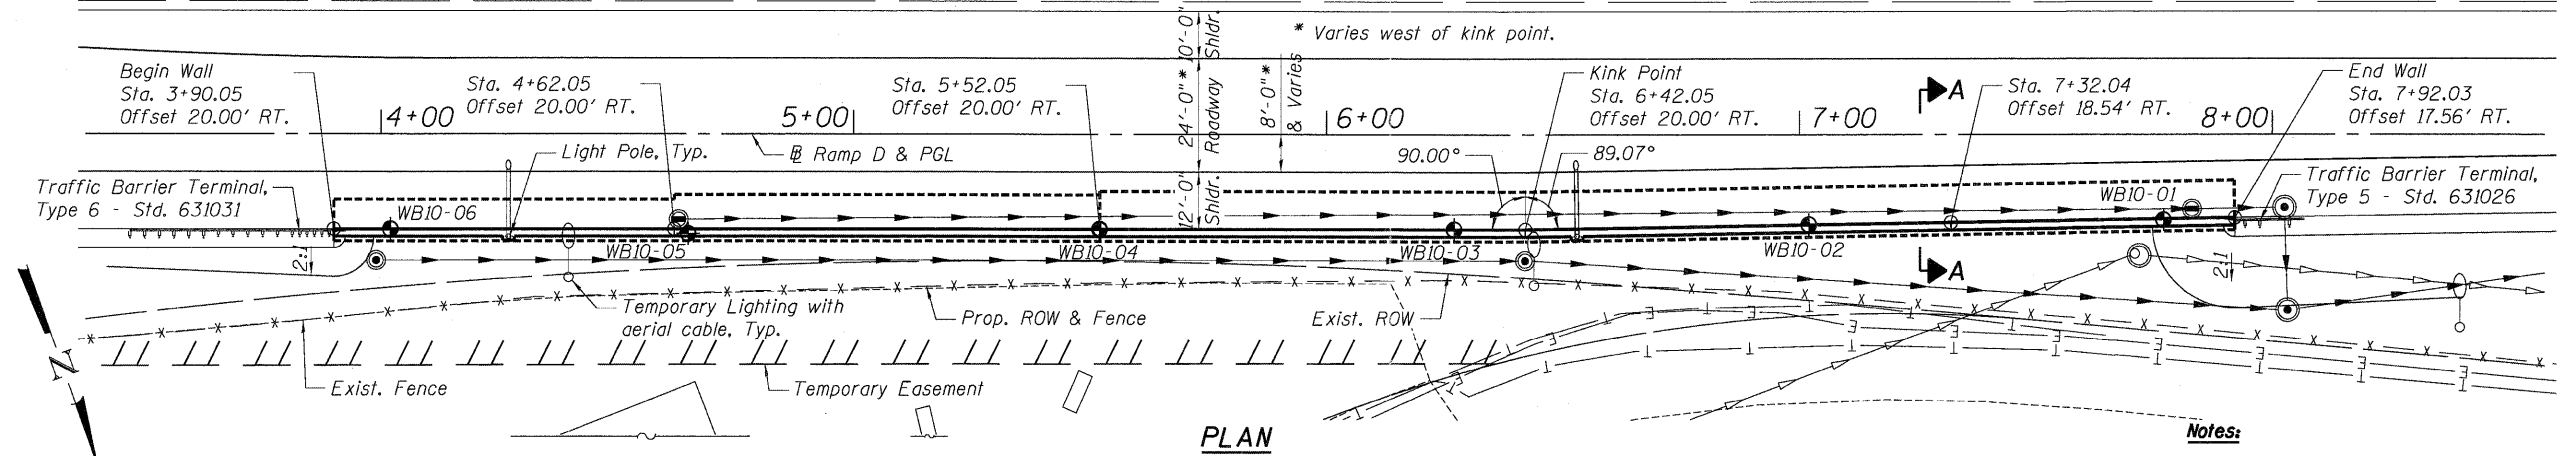 10'-0"
Shldr.
* Varies west of kink point.
24'-0"*
Roadway
8'-0"*
& Varies
12'-0"
Shldr.
Begin Wall
Sta. 3+90.05
Offset 20.00' RT.
4+00
Sta. 4+62.05
Offset 20.00' RT.
5+00
Sta. 5+52.05
Offset 20.00' RT.
6+00
Kink Point
Sta. 6+42.05
Offset 20.00' RT.
7+00
A
Sta. 7+32.04
Offset 18.54' RT.
8+00
End Wall
Sta. 7+92.03
Offset 17.56' RT.
Light Pole, Typ.
Ramp D & PGL
90.00°
89.07°
Traffic Barrier Terminal,
Type 6 - Std. 631031
Traffic Barrier Terminal,
Type 5 - Std. 631026
WB10-06
WB10-05
WB10-04
WB10-03
WB10-02
WB10-01
2:1
A
2:1
Temporary Lighting with
aerial cable, Typ.
Prop. ROW & Fence
Exist. ROW
Exist. Fence
Temporary Easement
N
PLAN
Notes: